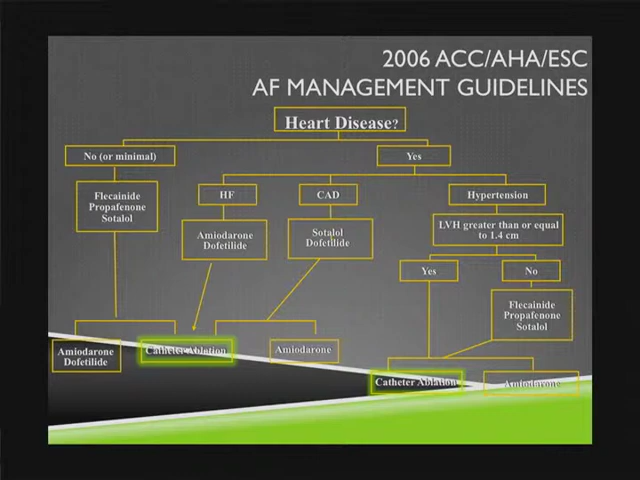 2006 ACC/AHA/ESC
AF MANAGEMENT GUIDELINES
Heart Disease?
No (or minimal)
Yes
Flecainide
Propafenone
Sotalol
HF
CAD
Hypertension
Amiodarone
Dofetilide
Sotalol
Dofetilide
LVH greater than or equal
to 1.4 cm
Yes
No
Flecainide
Propafenone
Sotalol
Amiodarone
Dofetilide
Catheter Ablation
Amiodarone
Catheter Ablation
Amiodarone